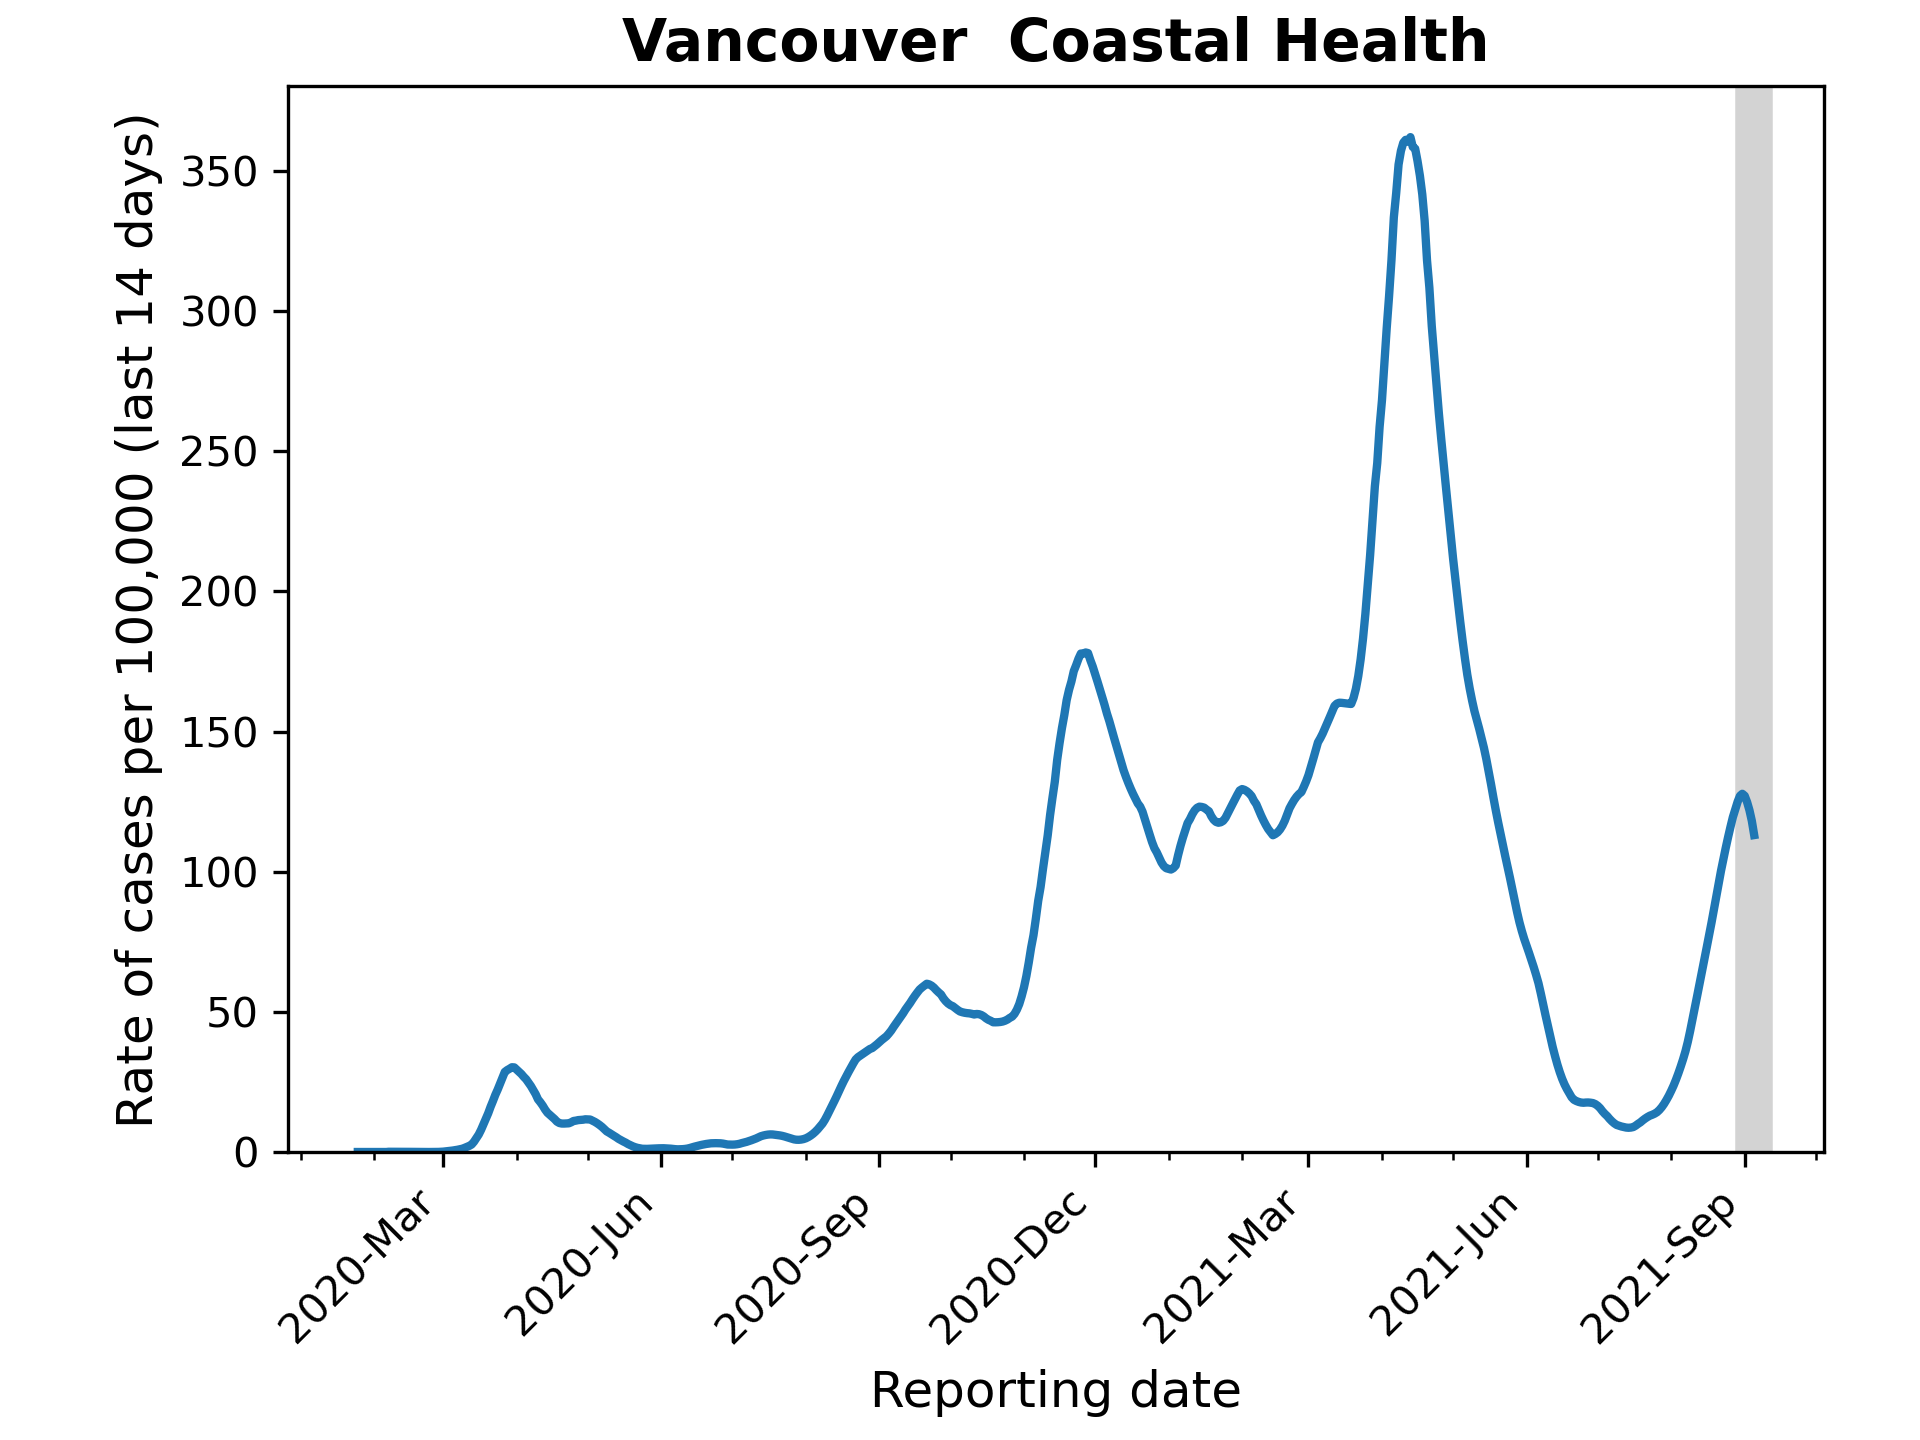 Vancouver  Coastal Health
Rate of cases per 100,000 (last 14 days)
350
300
250
200
150
100
50
0
2020-Mar
2020-Jun
2020-Sep
2020-Dec
2021-Mar
2021-Jun
2021-Sep
Reporting date